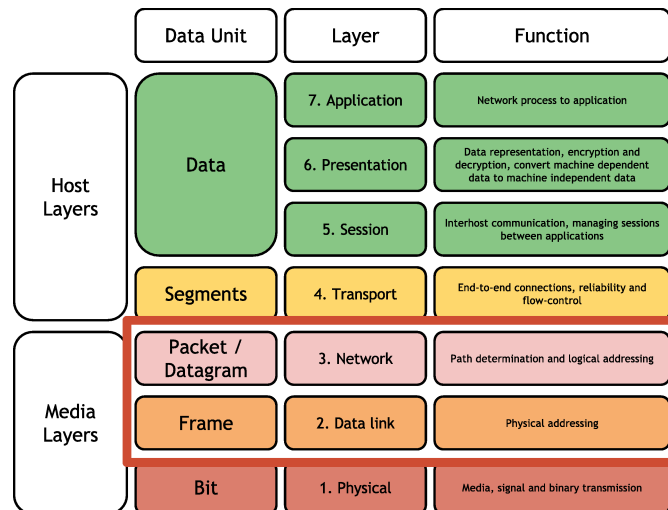 Data Unit
Layer
Function
Host
Layers
Data
7. Application
Network process to application
6. Presentation
Data representation, encryption and
decryption, convert machine dependent
data to machine independent data
5. Session
Interhost communication, managing sessions
between applications
Segments
4. Transport
End-to-end connections, reliability and
flow-control
Media
Layers
Packet /
Datagram
3. Network
Path determination and logical addressing
Frame
2. Data link
Physical addressing
Bit
1. Physical
Media, signal and binary transmission